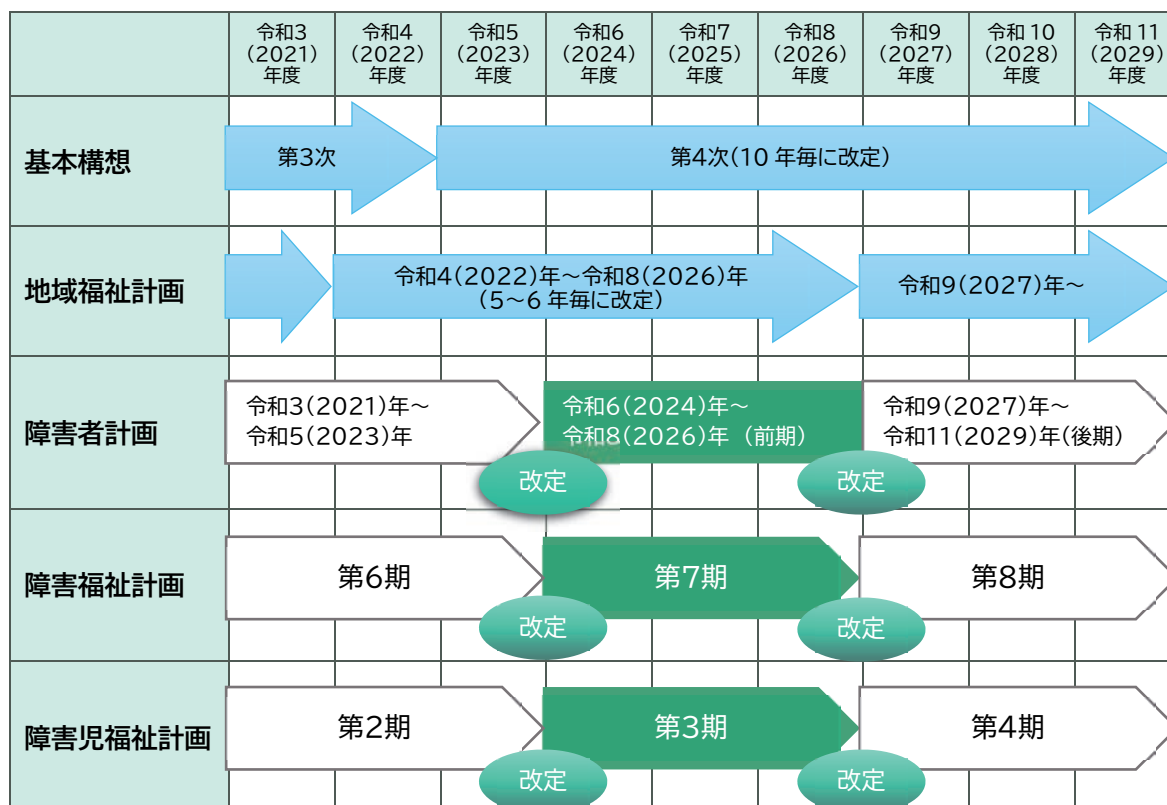 令和3
(2021)
年度
令和4
(2022)
年度
令和5
(2023)
年度
令和6
(2024)
年度
令和7
(2025)
年度
令和8
(2026)
年度
令和9
(2027)
年度
令和 10
(2028)
年度
令和 11
(2029)
年度
基本構想
第3次
第4次(10 年毎に改定)
地域福祉計画
令和4(2022)年～令和8(2026)年
(5～6 年毎に改定)
令和9(2027)年～
障害者計画
令和3(2021)年～
令和5(2023)年
令和6(2024)年～
令和8(2026)年 (前期)
令和9(2027)年～
令和11(2029)年(後期)
改定
改定
障害福祉計画
第6期
第7期
第8期
改定
改定
障害児福祉計画
第2期
第3期
第4期
改定
改定